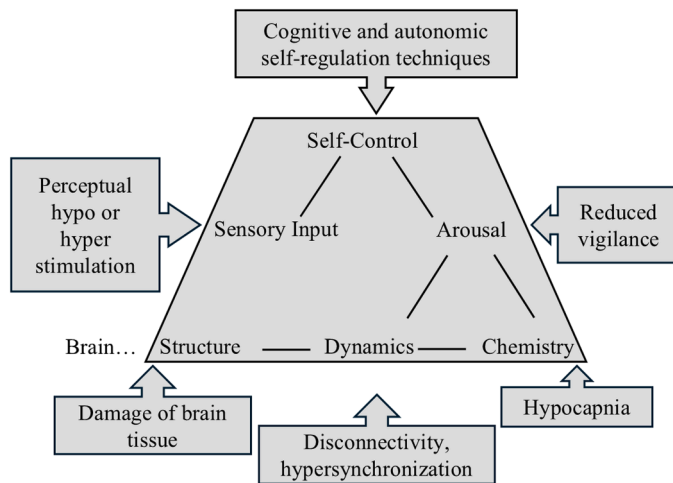 Cognitive and autonomic
self-regulation techniques
Self-Control
Perceptual
hypo or
hyper
stimulation
Sensory Input
Arousal
Reduced
vigilance
Brain… Structure Dynamics Chemistry
Damage of brain
tissue
Disconnectivity,
hypersynchronization
Hypocapnia